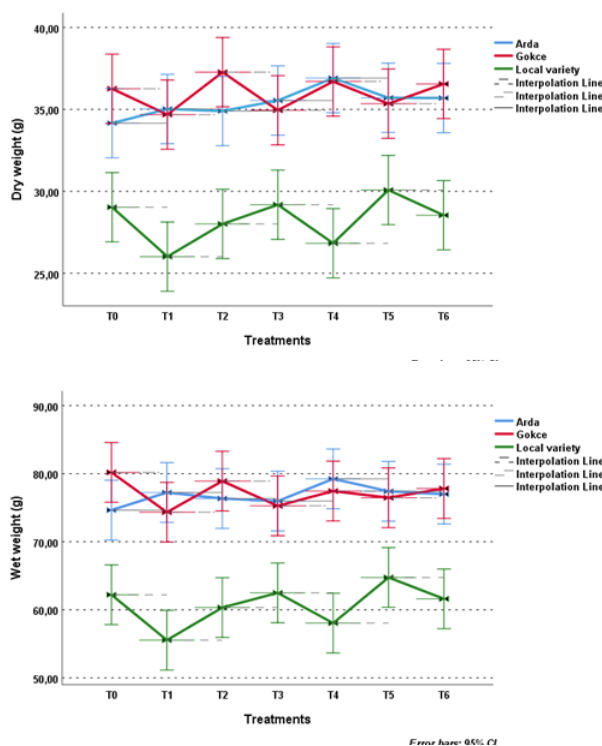 40,00
35,00
30,00
25,00
Dry weight (g)
T0 T1 T2 T3 T4 T5 T6
Treatments
Arda
Gokce
Local variety
Interpolation Line
Interpolation Line
Interpolation Line
90,00
80,00
70,00
60,00
50,00
Wet weight (g)
T0 T1 T2 T3 T4 T5 T6
Treatments
Arda
Gokce
Local variety
Interpolation Line
Interpolation Line
Interpolation Line
Error bars: 95% CI